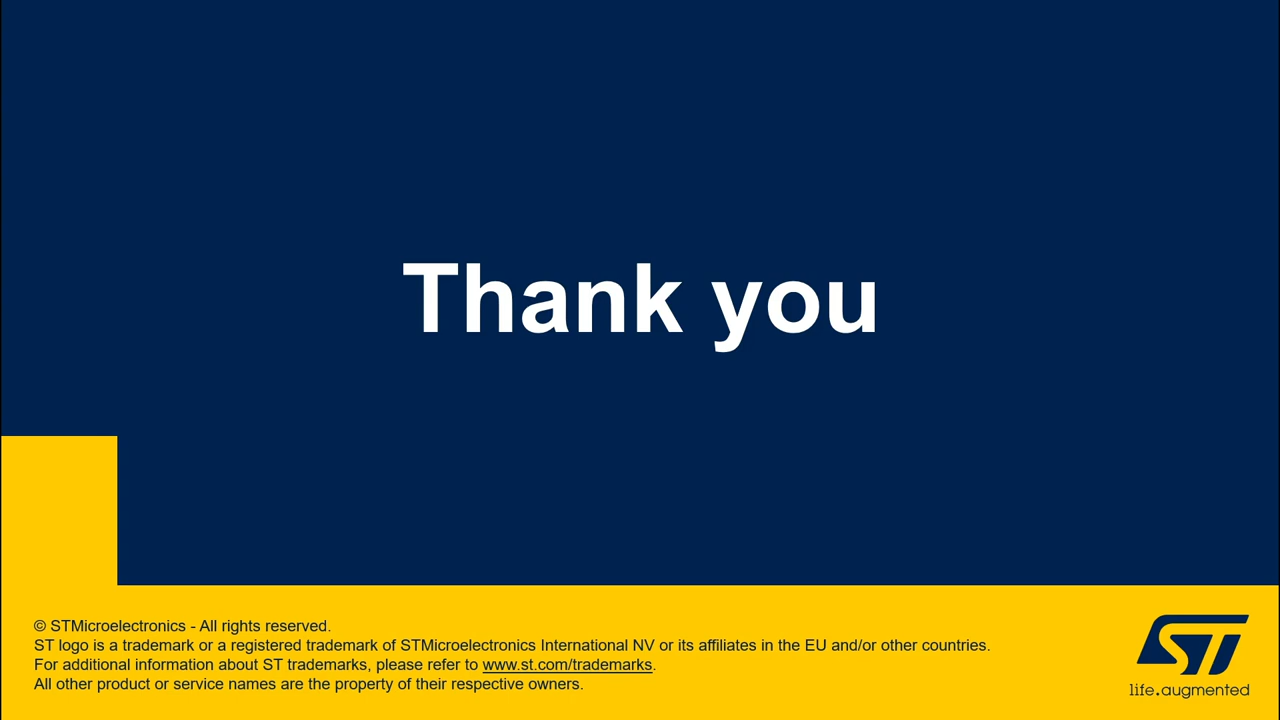 Thank you
© STMicroelectronics - All rights reserved.
ST logo is a trademark or a registered trademark of STMicroelectronics International NV or its affiliates in the EU and/or other countries.
For additional information about ST trademarks, please refer to www.st.com/trademarks.
All other product or service names are the property of their respective owners.
ST
life.augmented